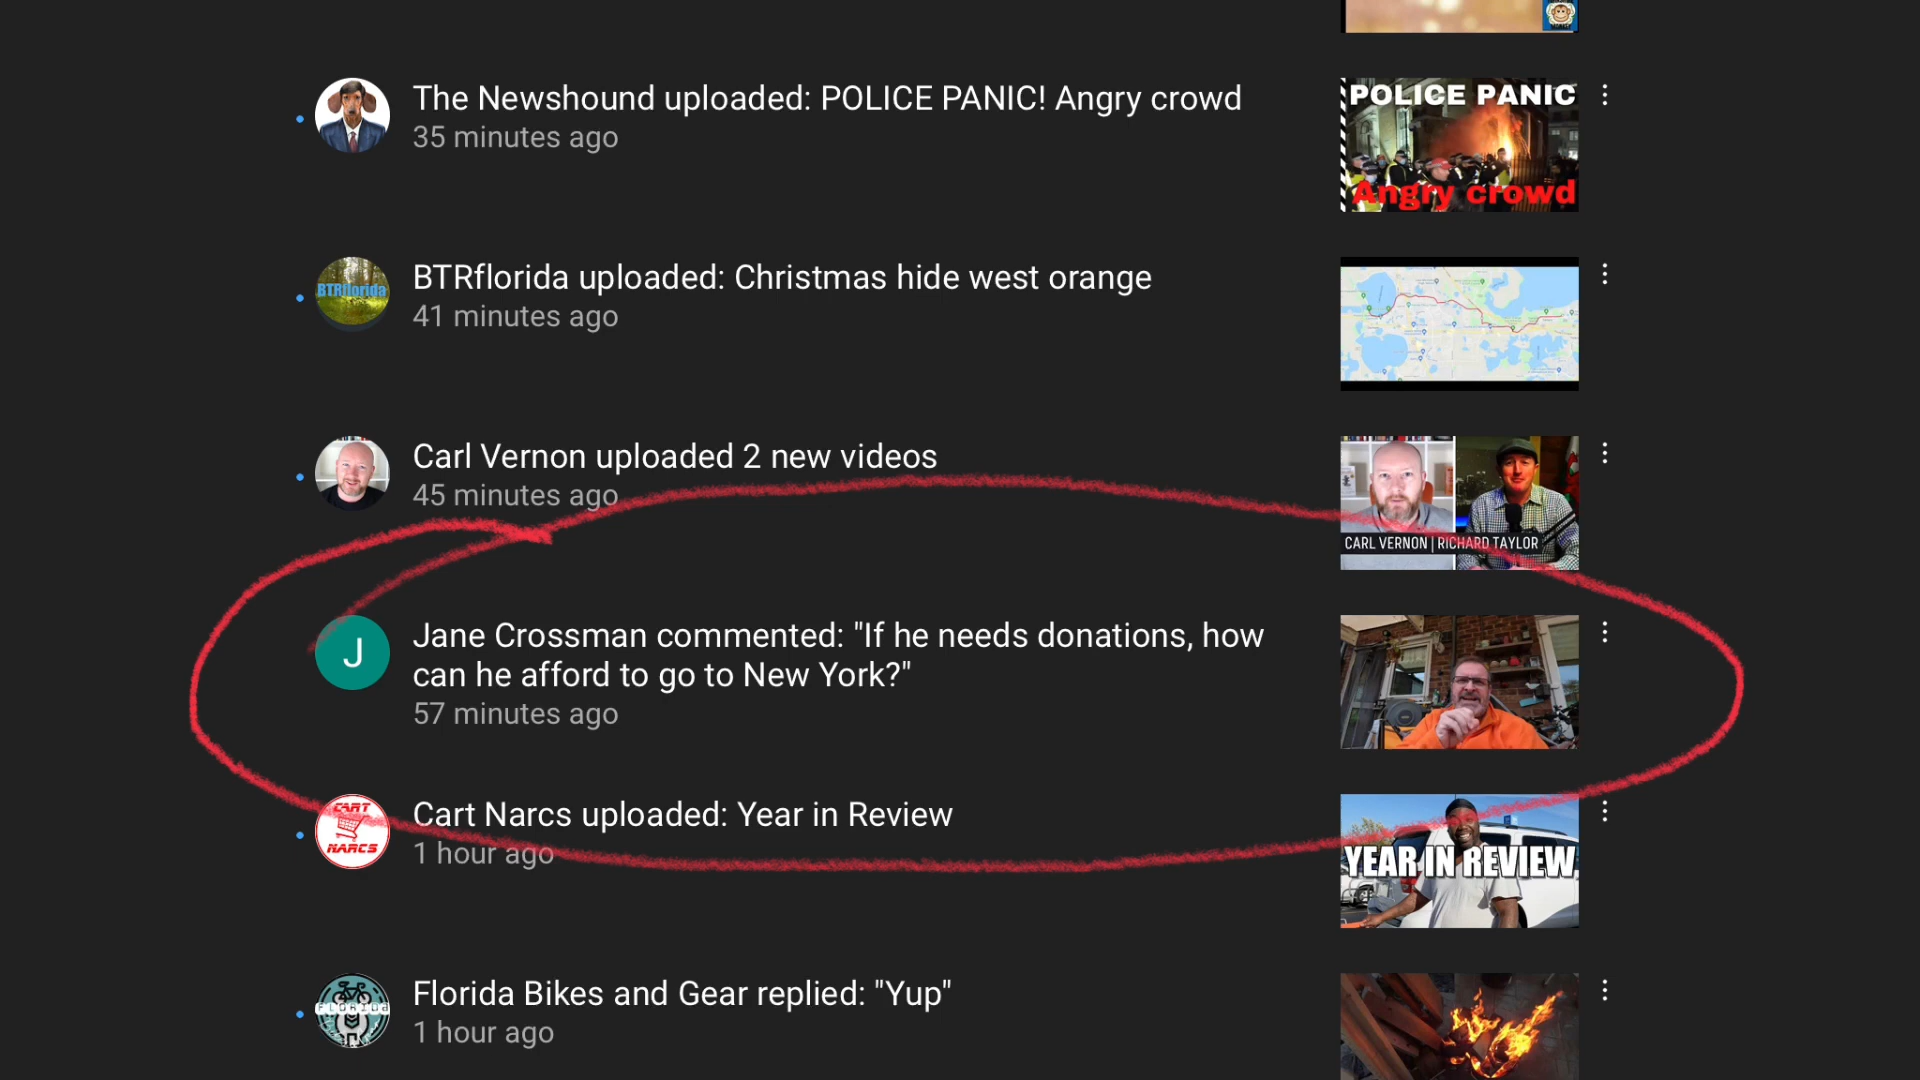 The Newshound uploaded: POLICE PANIC! Angry crowd
35 minutes ago
POLICE PANIC
Angry crowd
BTRflorida
BTRflorida uploaded: Christmas hide west orange
41 minutes ago
Carl Vernon uploaded 2 new videos
45 minutes ago
CARL VERNON | RICHARD TAYLOR
J
Jane Crossman commented: "If he needs donations, how
can he afford to go to New York?"
57 minutes ago
CART
NARCS
Cart Narcs uploaded: Year in Review
1 hour ago
YEAR IN REVIEW
FLORIDA
Florida Bikes and Gear replied: "Yup"
1 hour ago